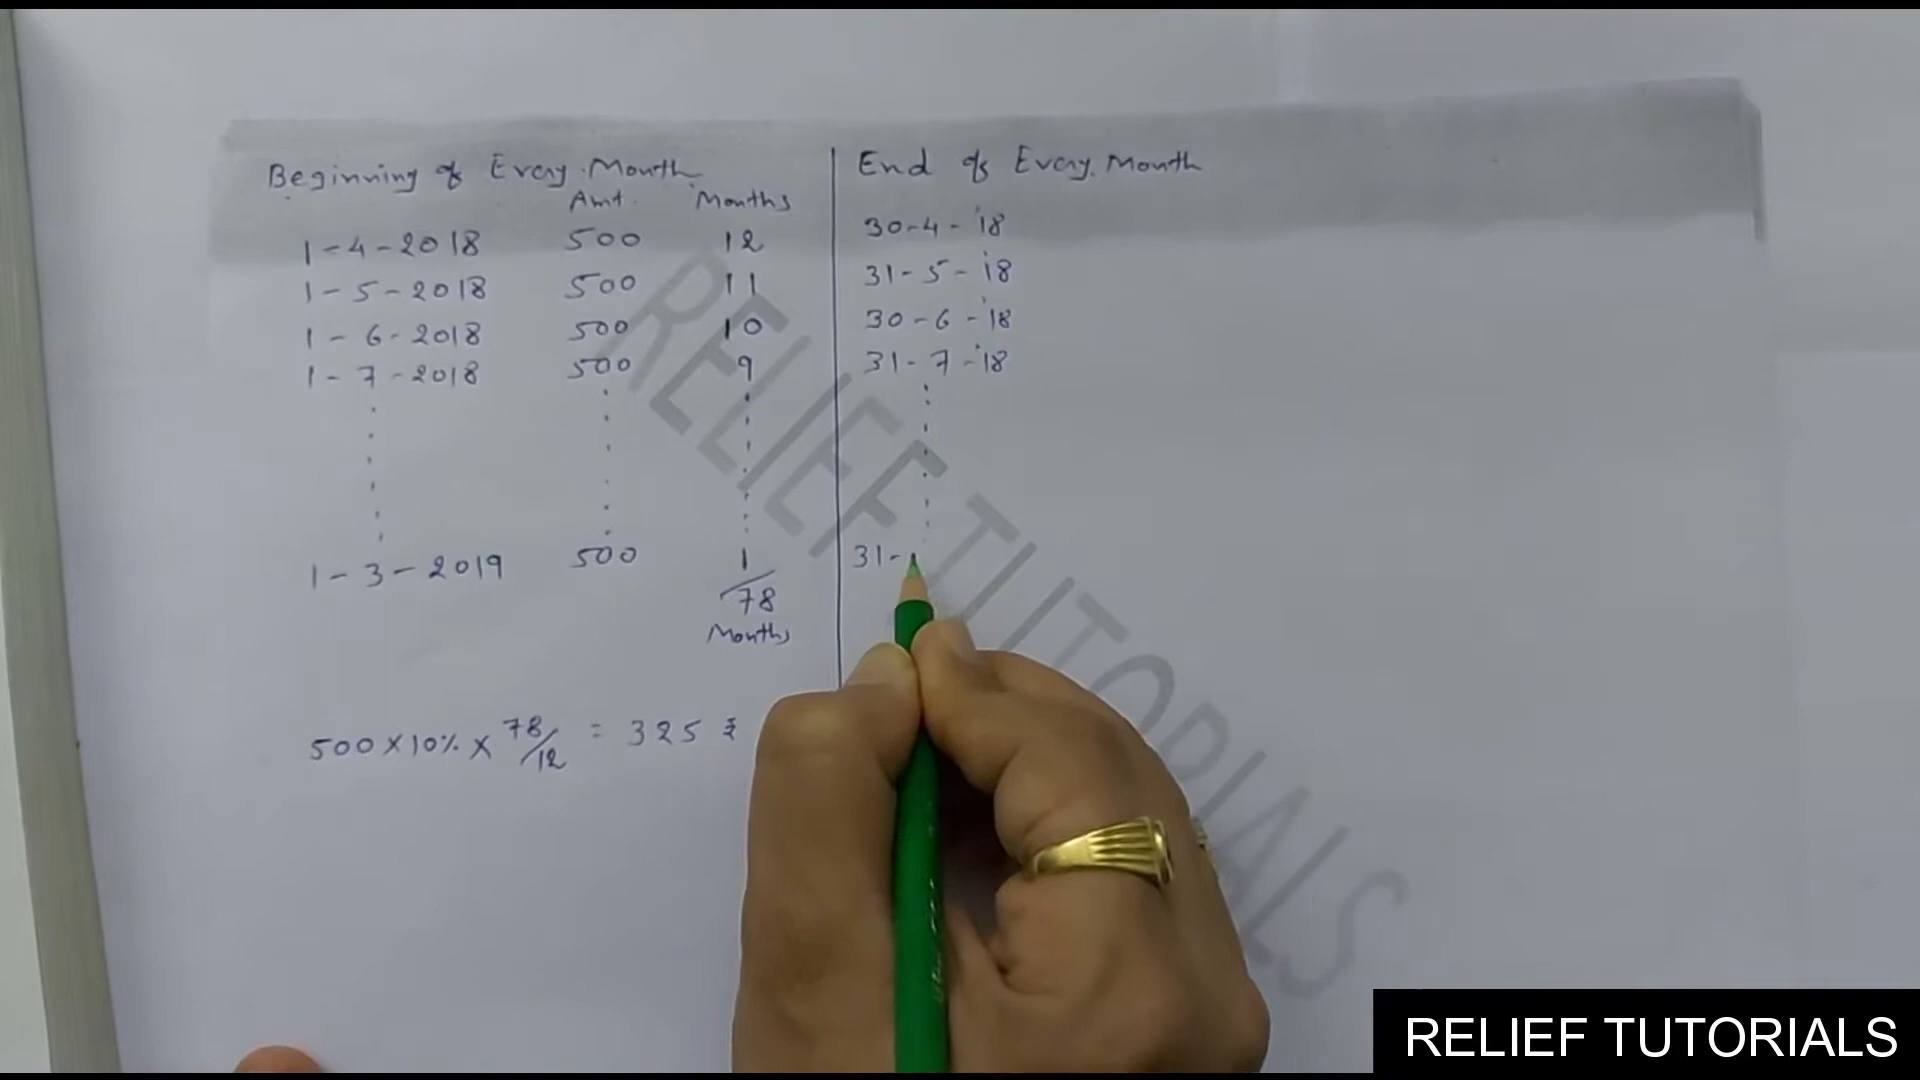 Beginning of Every Month
Amt. Months
1-4-2018 500 12
1-5-2018 500 11
1-6-2018 500 10
1-7-2018 500 9
1-3-2019 500 1
78
Months
500 x 10% x 78/12 = 325 ₹
End of Every Month
30-4-'18
31-5-'18
30-6-'18
31-7-'18
31-
RELIEF TUTORIALS
RELIEF TUTORIALS